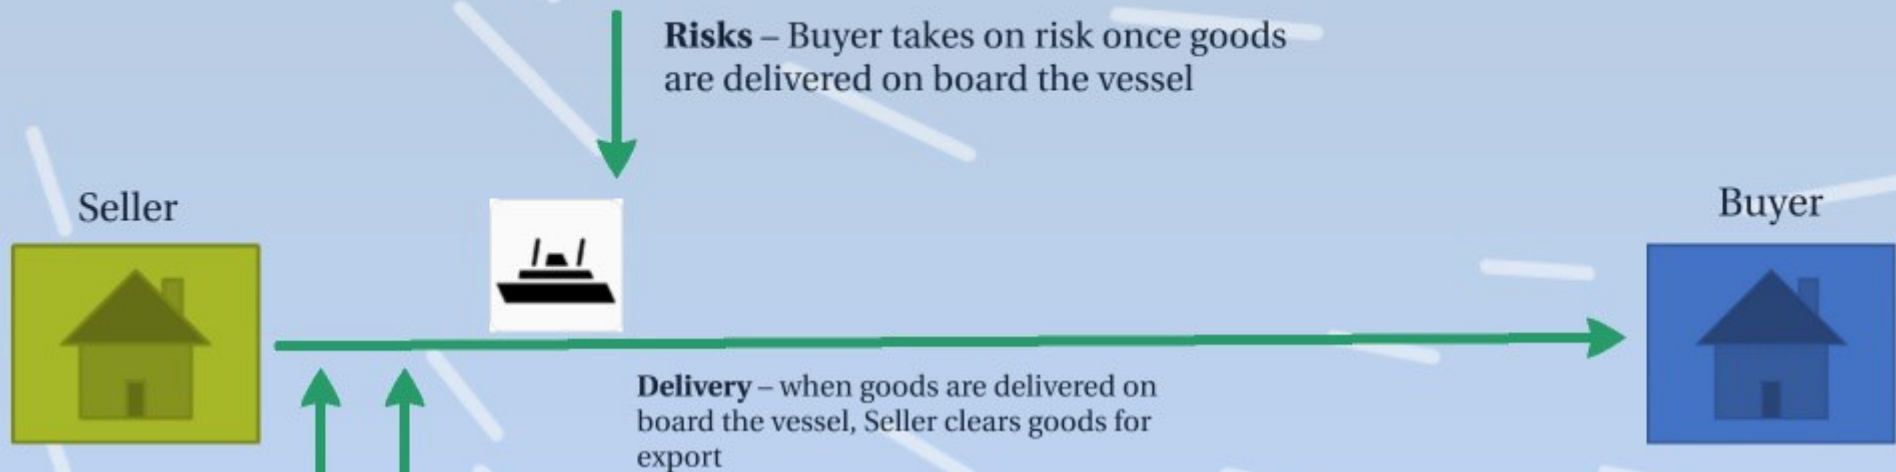 Risks – Buyer takes on risk once goods
are delivered on board the vessel
Seller
Buyer
Delivery – when goods are delivered on
board the vessel, Seller clears goods for
export